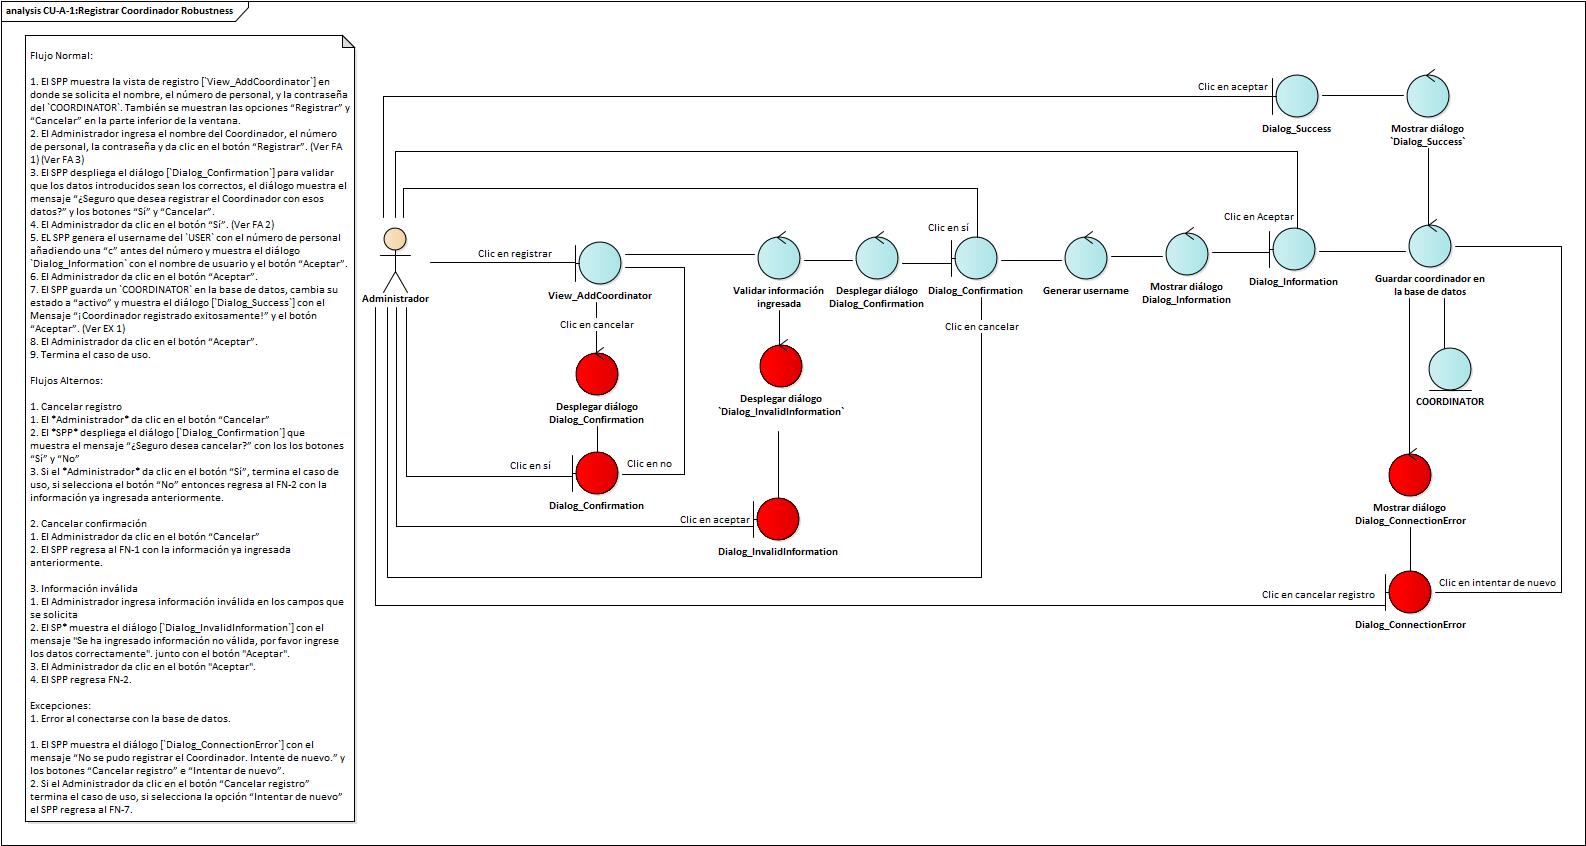 analysis CU-A-1:Registrar Coordinador Robustness
Flujo Normal:
1. El SPP muestra la vista de registro [`View_AddCoordinator`] en
donde se solicita el nombre, el número de personal, y la contraseña
del `COORDINATOR`. También se muestran las opciones “Registrar” y
“Cancelar” en la parte inferior de la ventana.
2. El Administrador ingresa el nombre del Coordinador, el número
de personal, la contraseña y da clic en el botón “Registrar”. (Ver FA
1) (Ver FA 3)
3. El SPP despliega el diálogo [`Dialog_Confirmation`] para validar
que los datos introducidos sean los correctos, el diálogo muestra el
mensaje “¿Seguro que desea registrar el Coordinador con esos
datos?” y los botones “Sí” y “Cancelar”.
4. El Administrador da clic en el botón “Sí”. (Ver FA 2)
5. EL SPP genera el username del `USER` con el número de personal
añadiendo una “c” antes del número y muestra el diálogo
`Dialog_Information` con el nombre de usuario y el botón “Aceptar”.
6. El Administrador da clic en el botón “Aceptar”.
7. El SPP guarda un `COORDINATOR` en la base de datos, cambia su
estado a “activo” y muestra el diálogo [`Dialog_Success`] con el
Mensaje “¡Coordinador registrado exitosamente!” y el botón
“Aceptar”. (Ver EX 1)
8. El Administrador da clic en el botón “Aceptar”.
9. Termina el caso de uso.
Flujos Alternos:
1. Cancelar registro
1. El *Administrador* da clic en el botón “Cancelar”
2. El *SPP* despliega el diálogo [`Dialog_Confirmation`] que
muestra el mensaje “¿Seguro desea cancelar?” con los los botones
“Sí” y “No”
3. Si el *Administrador* da clic en el botón “Sí”, termina el caso de
uso, si selecciona el botón “No” entonces regresa al FN-2 con la
información ya ingresada anteriormente.
2. Cancelar confirmación
1. El Administrador da clic en el botón “Cancelar”
2. El SPP regresa al FN-1 con la información ya ingresada
anteriormente.
3. Información inválida
1. El Administrador ingresa información inválida en los campos que
se solicita
2. El SP* muestra el diálogo [`Dialog_InvalidInformation`] con el
mensaje "Se ha ingresado información no válida, por favor ingrese
los datos correctamente". junto con el botón "Aceptar".
3. El Administrador da clic en el botón "Aceptar".
4. El SPP regresa FN-2.
Excepciones:
1. Error al conectarse con la base de datos.
1. El SPP muestra el diálogo [`Dialog_ConnectionError`] con el
mensaje “No se pudo registrar el Coordinador. Intente de nuevo.” y
los botones “Cancelar registro” e “Intentar de nuevo”.
2. Si el Administrador da clic en el botón “Cancelar registro”
termina el caso de uso, si selecciona la opción “Intentar de nuevo”
el SPP regresa al FN-7.
Clic en aceptar
Dialog_Success
Mostrar diálogo
`Dialog_Success`
Administrador
Clic en registrar
View_AddCoordinator
Validar información
ingresada
Desplegar diálogo
Dialog_Confirmation
Clic en sí
Dialog_Confirmation
Generar username
Mostrar diálogo
Dialog_Information
Clic en Aceptar
Dialog_Information
Guardar coordinador en
la base de datos
Clic en cancelar
Clic en cancelar
Desplegar diálogo
Dialog_Confirmation
Desplegar diálogo
`Dialog_InvalidInformation`
COORDINATOR
Clic en sí
Clic en no
Dialog_Confirmation
Clic en aceptar
Dialog_InvalidInformation
Mostrar diálogo
Dialog_ConnectionError
Clic en cancelar registro
Clic en intentar de nuevo
Dialog_ConnectionError